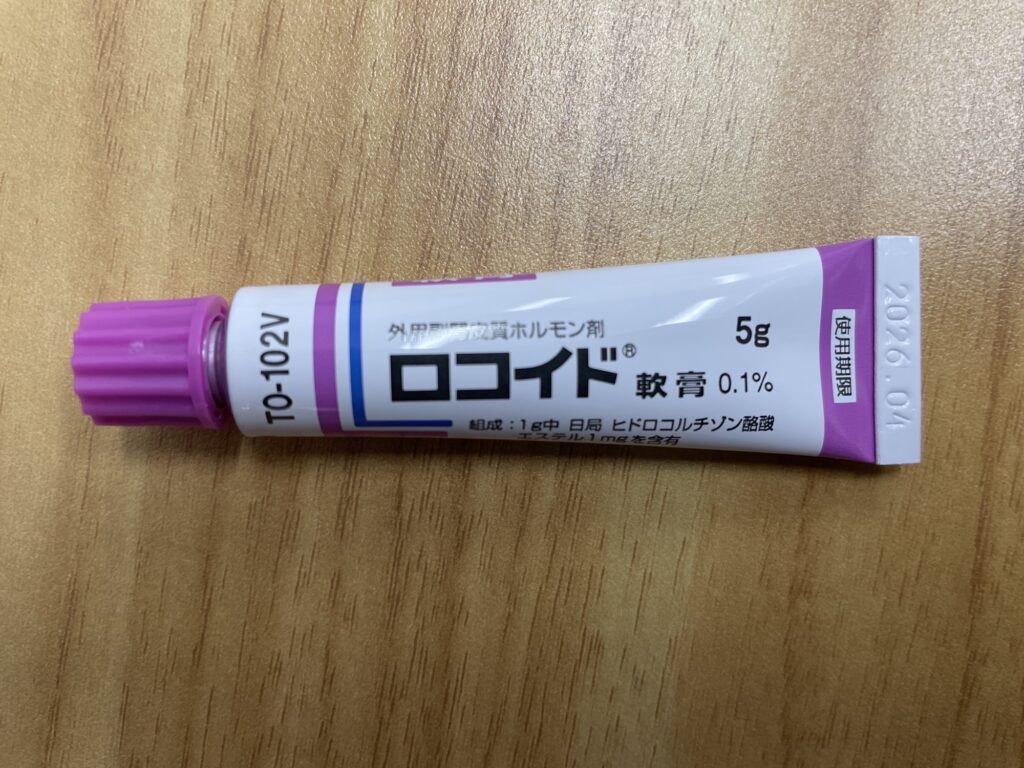 TO-102V
外用副腎皮質ホルモン剤
ロコイド® 軟膏 0.1%
5g
組成：1g中 日局 ヒドロコルチゾン酪酸
エステル1mgを含有
使用期限
2026.04